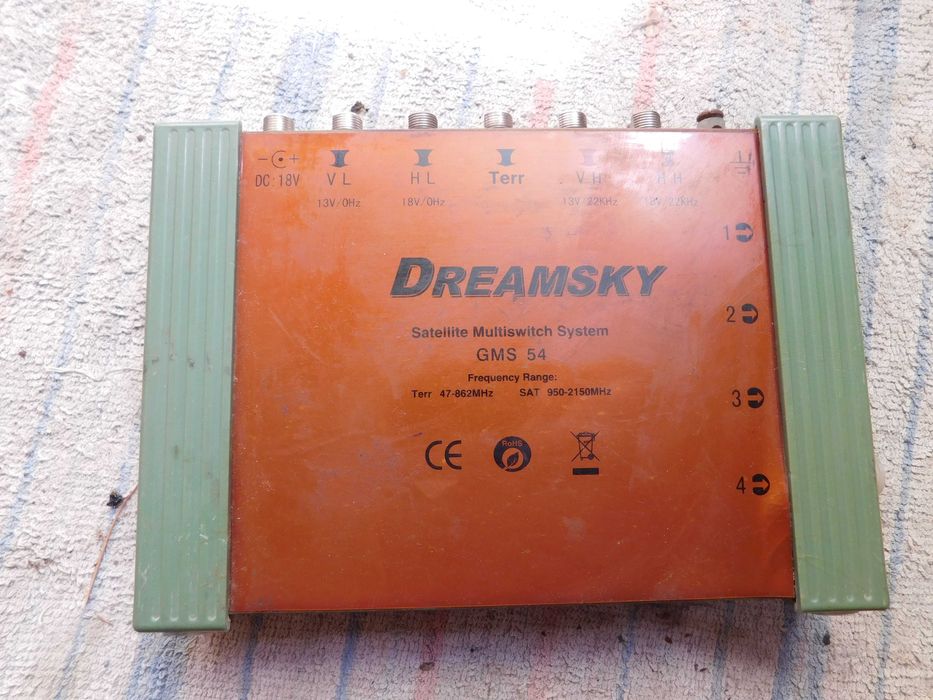 - +
DC:18V
V L
H L
Terr
V H
H H
13V/0Hz
18V/0Hz
13V/22KHz
18V/22KHz
1
DREAMSKY
2
Satellite Multiswitch System
GMS 54
Frequency Range:
Terr 47-862MHz SAT 950-2150MHz
3
CE
RoHS
4